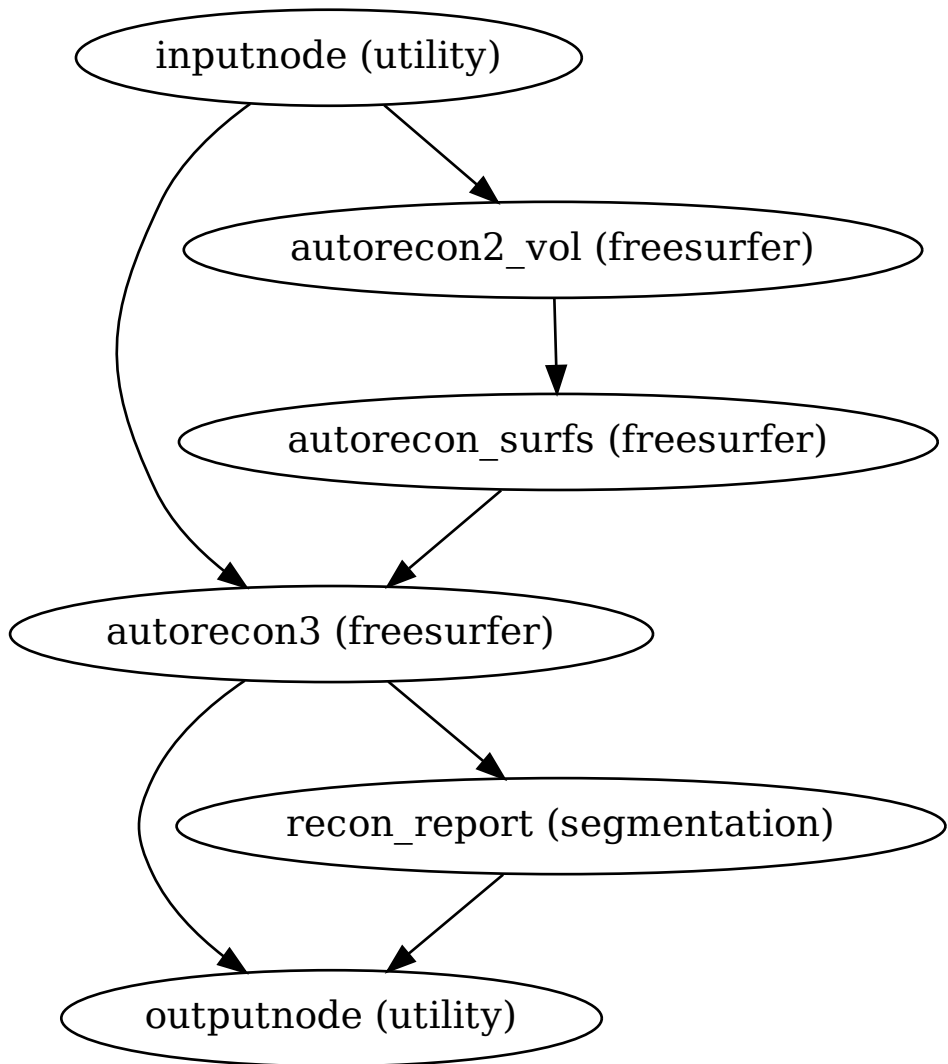 inputnode (utility)
autorecon2_vol (freesurfer)
autorecon_surfs (freesurfer)
autorecon3 (freesurfer)
recon_report (segmentation)
outputnode (utility)